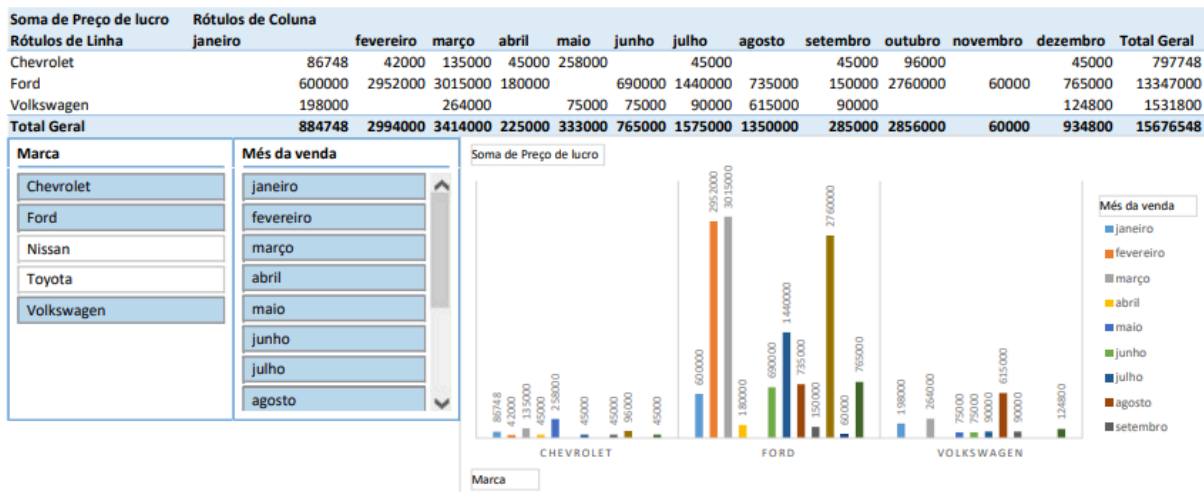 Soma de Preço de lucro Rótulos de Coluna
Rótulos de Linha janeiro fevereiro março abril maio junho julho agosto setembro outubro novembro dezembro Total Geral
Chevrolet 86748 42000 135000 45000 258000 45000 45000 96000 45000 797748
Ford 600000 2952000 3015000 180000 690000 1440000 735000 150000 2760000 60000 765000 13347000
Volkswagen 198000 264000 75000 75000 90000 615000 90000 124800 1531800
Total Geral 884748 2994000 3414000 225000 333000 765000 1575000 1350000 285000 2856000 60000 934800 15676548
Marca
Chevrolet
Ford
Nissan
Toyota
Volkswagen
Més da venda
janeiro
fevereiro
março
abril
maio
junho
julho
agosto
Soma de Preço de lucro
86748
42000
135000
45000
258000
45000
45000
96000
45000
600000
2952000
3015000
180000
690000
1440000
735000
150000
2760000
60000
765000
198000
264000
75000
75000
90000
615000
90000
124800
CHEVROLET FORD VOLKSWAGEN
Marca
Més da venda
janeiro
fevereiro
março
abril
maio
junho
julho
agosto
setembro